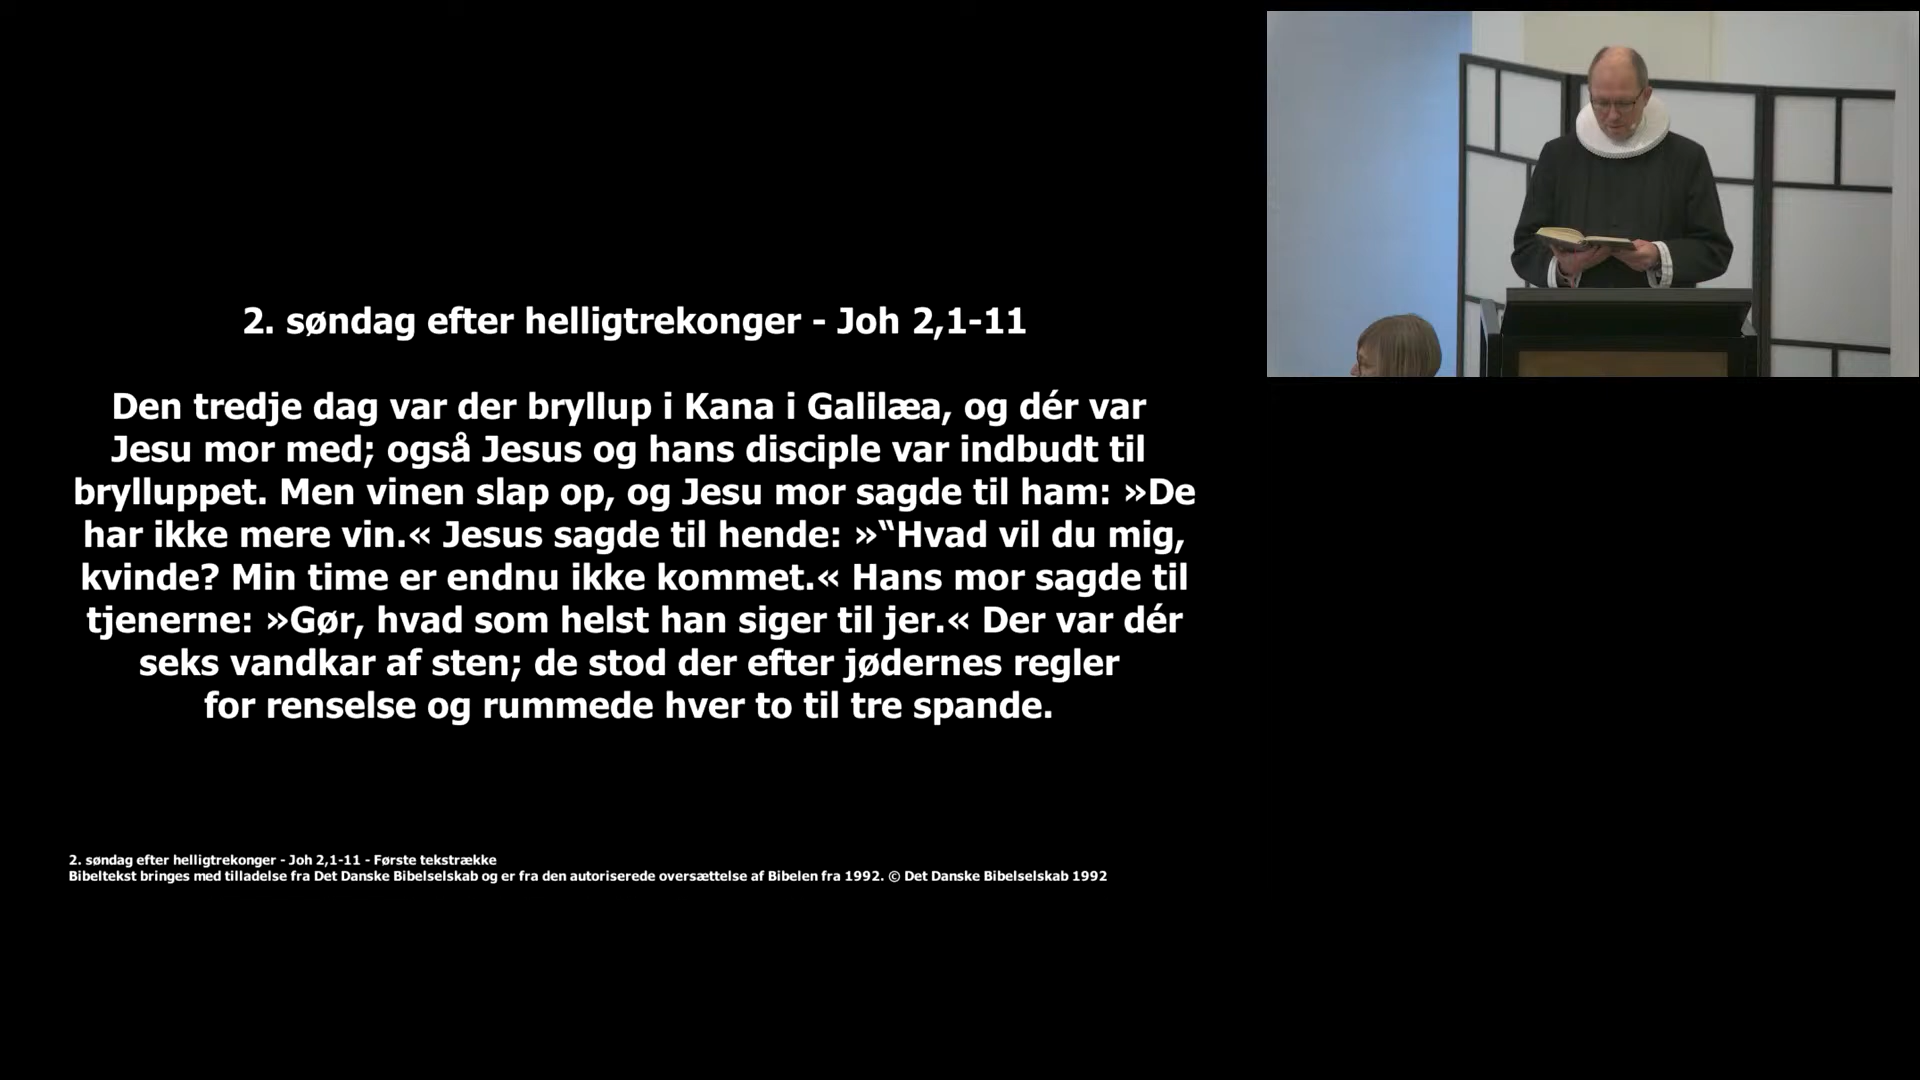 2. søndag efter helligtrekonger - Joh 2,1-11
Den tredje dag var der bryllup i Kana i Galilæa, og dér var
Jesu mor med; også Jesus og hans disciple var indbudt til
brylluppet. Men vinen slap op, og Jesu mor sagde til ham: »De
har ikke mere vin.« Jesus sagde til hende: »‟Hvad vil du mig,
kvinde? Min time er endnu ikke kommet.« Hans mor sagde til
tjenerne: »Gør, hvad som helst han siger til jer.« Der var dér
seks vandkar af sten; de stod der efter jødernes regler
for renselse og rummede hver to til tre spande.
2. søndag efter helligtrekonger - Joh 2,1-11 - Første tekstrække
Bibeltekst bringes med tilladelse fra Det Danske Bibelselskab og er fra den autoriserede oversættelse af Bibelen fra 1992. © Det Danske Bibelselskab 1992